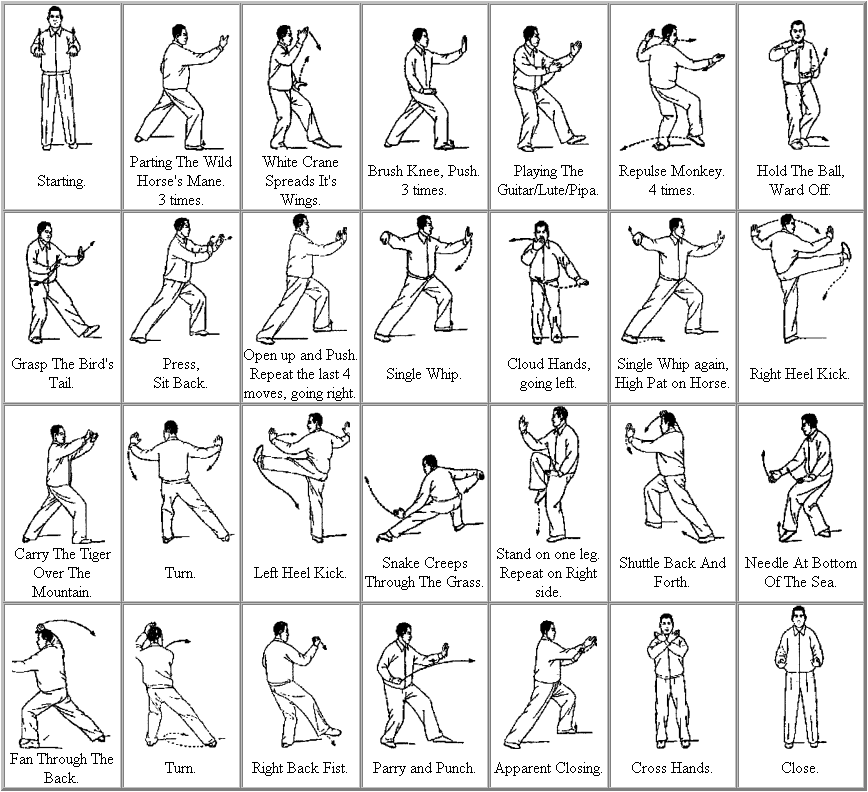 Starting.
Parting The Wild
Horse's Mane.
3 times.
White Crane
Spreads It's
Wings.
Brush Knee, Push.
3 times.
Playing The
Guitar/Lute/Pipa.
Repulse Monkey.
4 times.
Hold The Ball,
Ward Off.
Grasp The Bird's
Tail.
Press,
Sit Back.
Open up and Push.
Repeat the last 4
moves, going right.
Single Whip.
Cloud Hands,
going left.
Single Whip again,
High Pat on Horse.
Right Heel Kick.
Carry The Tiger
Over The
Mountain.
Turn.
Left Heel Kick.
Snake Creeps
Through The Grass.
Stand on one leg.
Repeat on Right
side.
Shuttle Back And
Forth.
Needle At Bottom
Of The Sea.
Fan Through The
Back.
Turn.
Right Back Fist.
Parry and Punch.
Apparent Closing.
Cross Hands.
Close.